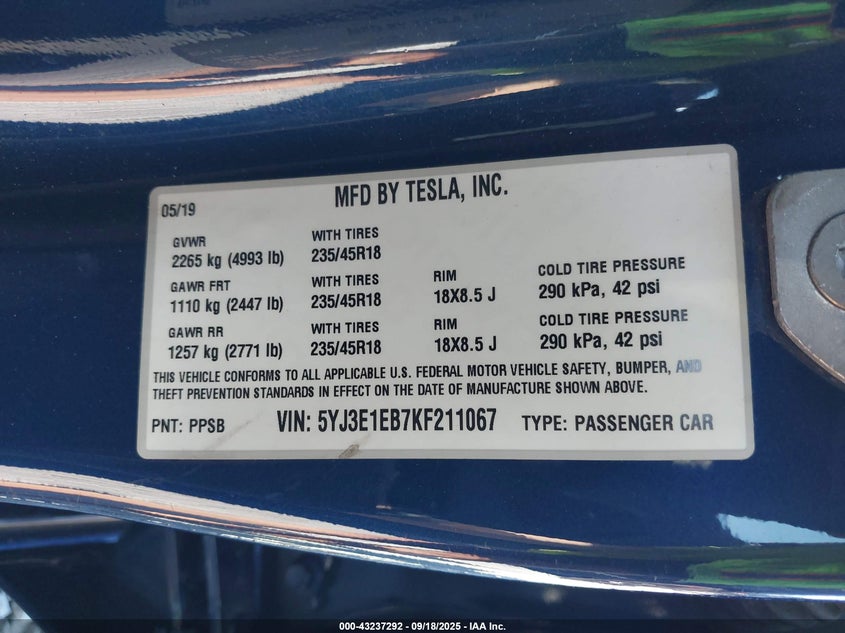 MFD BY TESLA, INC.
05/19
GVWR
2265 kg (4993 lb)
WITH TIRES
235/45R18
GAWR FRT
1110 kg (2447 lb)
WITH TIRES
235/45R18
RIM
18X8.5 J
COLD TIRE PRESSURE
290 kPa, 42 psi
GAWR RR
1257 kg (2771 lb)
WITH TIRES
235/45R18
RIM
18X8.5 J
COLD TIRE PRESSURE
290 kPa, 42 psi
THIS VEHICLE CONFORMS TO ALL APPLICABLE U.S. FEDERAL MOTOR VEHICLE SAFETY, BUMPER, AND
THEFT PREVENTION STANDARDS IN EFFECT ON THE DATE OF MANUFACTURE SHOWN ABOVE.
PNT: PPSB VIN: 5YJ3E1EB7KF211067 TYPE: PASSENGER CAR
000-43237292 - 09/18/2025 - IAA Inc.